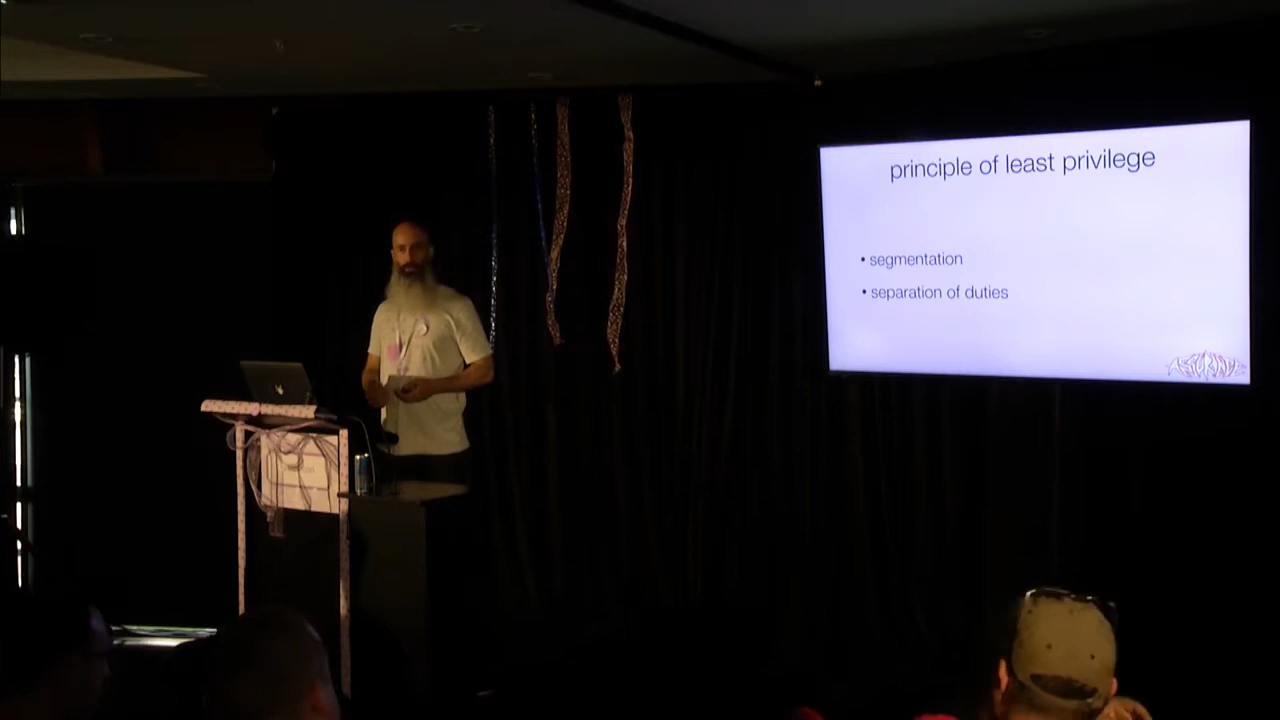 principle of least privilege
• segmentation
• separation of duties